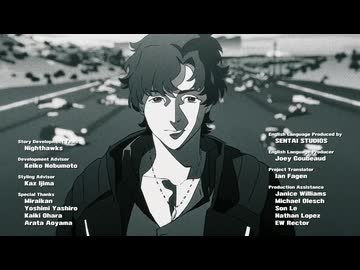 Story Development
Nighthawks
Development Advisor
Keiko Nobumoto
Styling Advisor
Kaz Ijima
Special Thanks
Miraikan
Yoshimi Yashiro
Kaiki Ohara
Arata Aoyama
English Language Produced by
SENTAI STUDIOS
English Language Producer
Joey Goubeaud
Project Translator
Ian Fagen
Production Assistance
Janice Williams
Michael Olesch
Son Le
Nathan Lopez
EW Rector